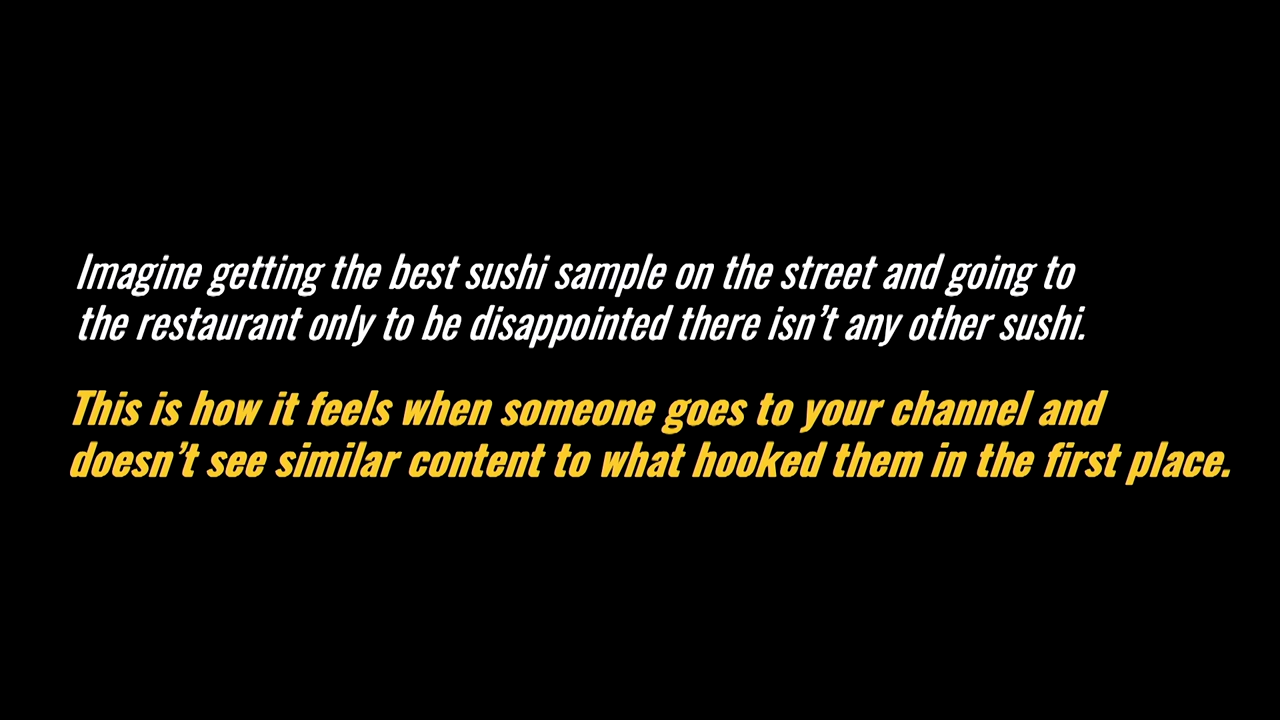 Imagine getting the best sushi sample on the street and going to
the restaurant only to be disappointed there isn’t any other sushi.
This is how it feels when someone goes to your channel and
doesn’t see similar content to what hooked them in the first place.